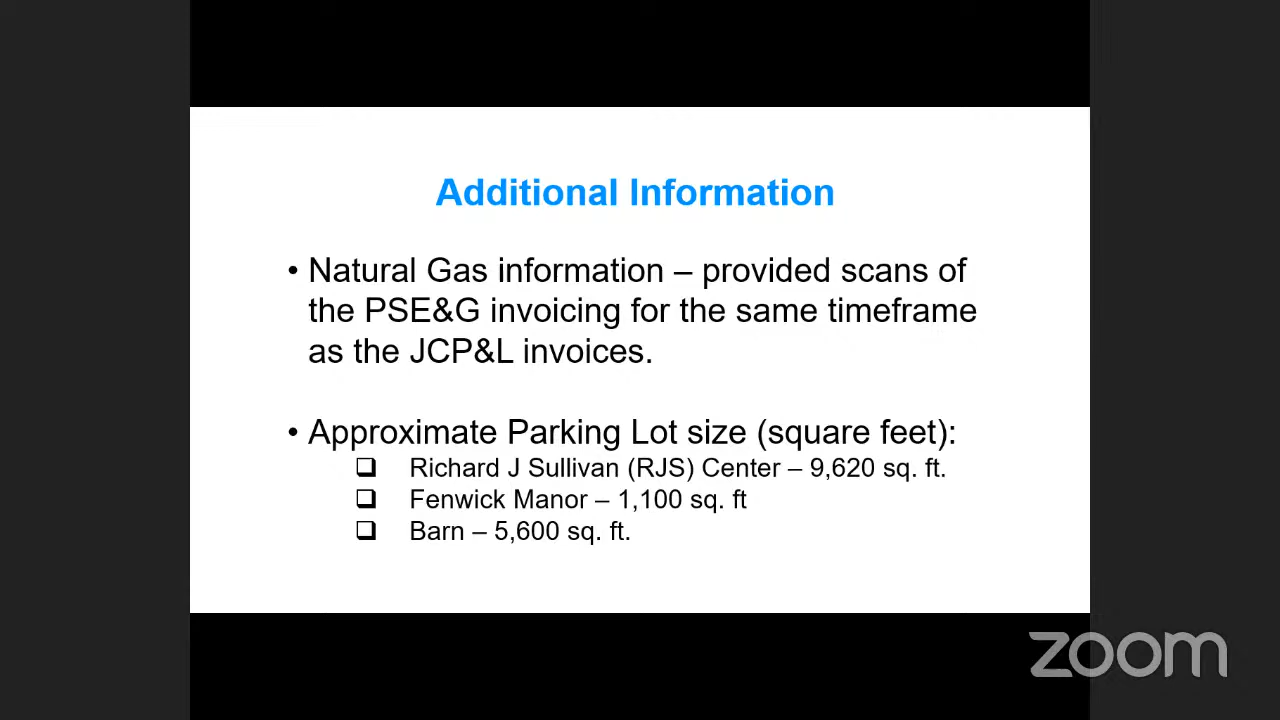 Additional Information
• Natural Gas information – provided scans of
the PSE&G invoicing for the same timeframe
as the JCP&L invoices.
• Approximate Parking Lot size (square feet):
❑ Richard J Sullivan (RJS) Center – 9,620 sq. ft.
❑ Fenwick Manor – 1,100 sq. ft
❑ Barn – 5,600 sq. ft.
zoom